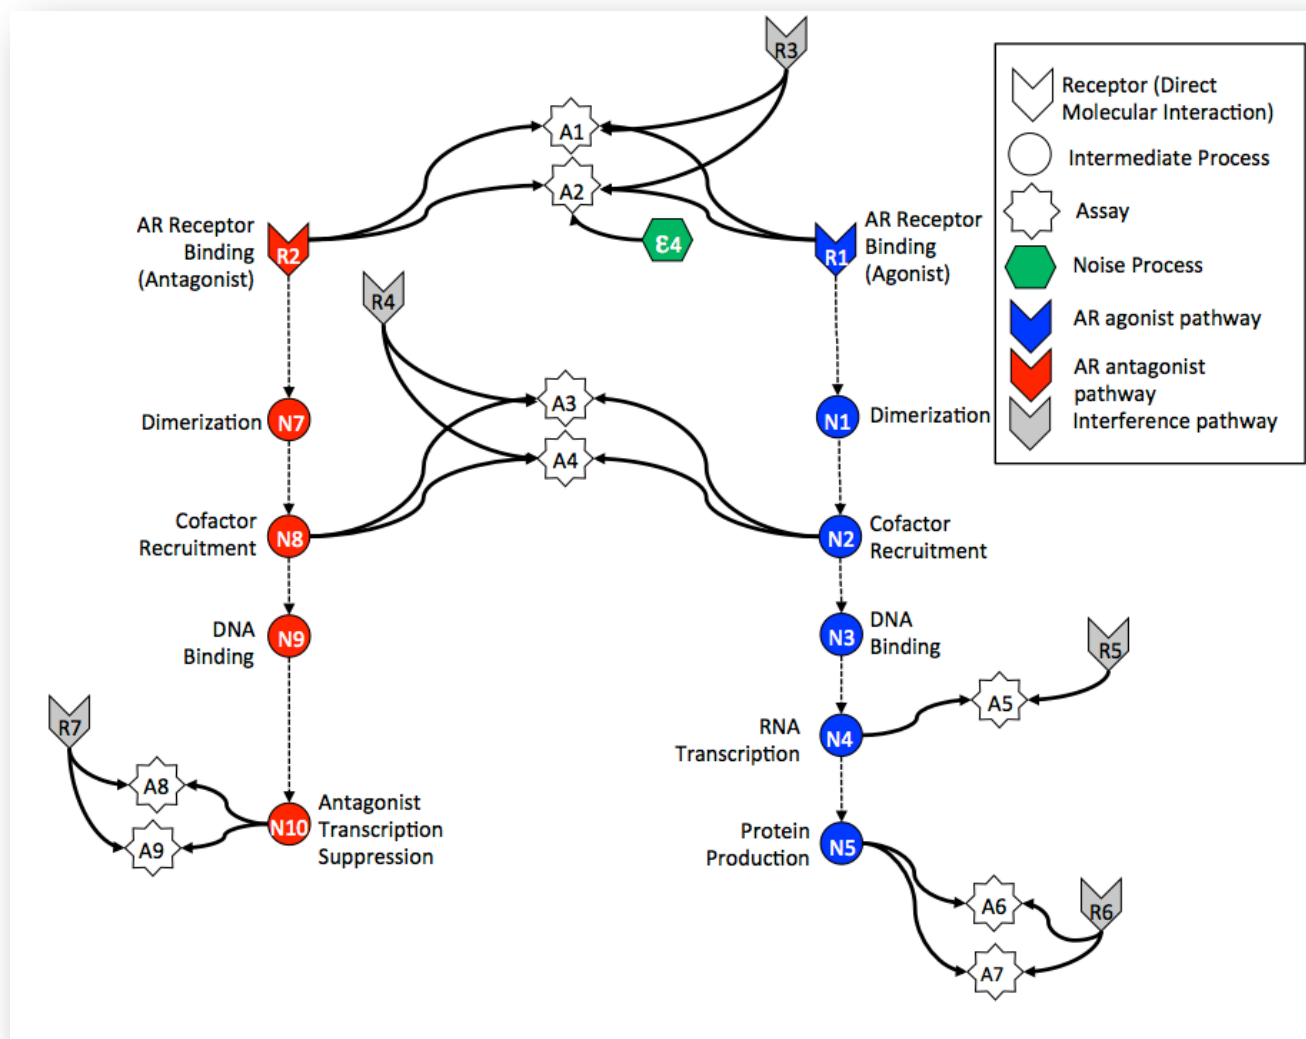 R3
Receptor (Direct
Molecular Interaction)
Intermediate Process
Assay
Noise Process
AR agonist pathway
AR antagonist
pathway
Interference pathway
A1
A2
AR Receptor
Binding
(Antagonist)
R2
ε4
R1
AR Receptor
Binding
(Agonist)
R4
A3
A4
Dimerization
N7
N1
Dimerization
Cofactor
Recruitment
N8
N2
Cofactor
Recruitment
DNA
Binding
N9
N3
DNA
Binding
R5
A5
R7
RNA
Transcription
N4
A8
A9
N10
Antagonist
Transcription
Suppression
Protein
Production
N5
A6
R6
A7